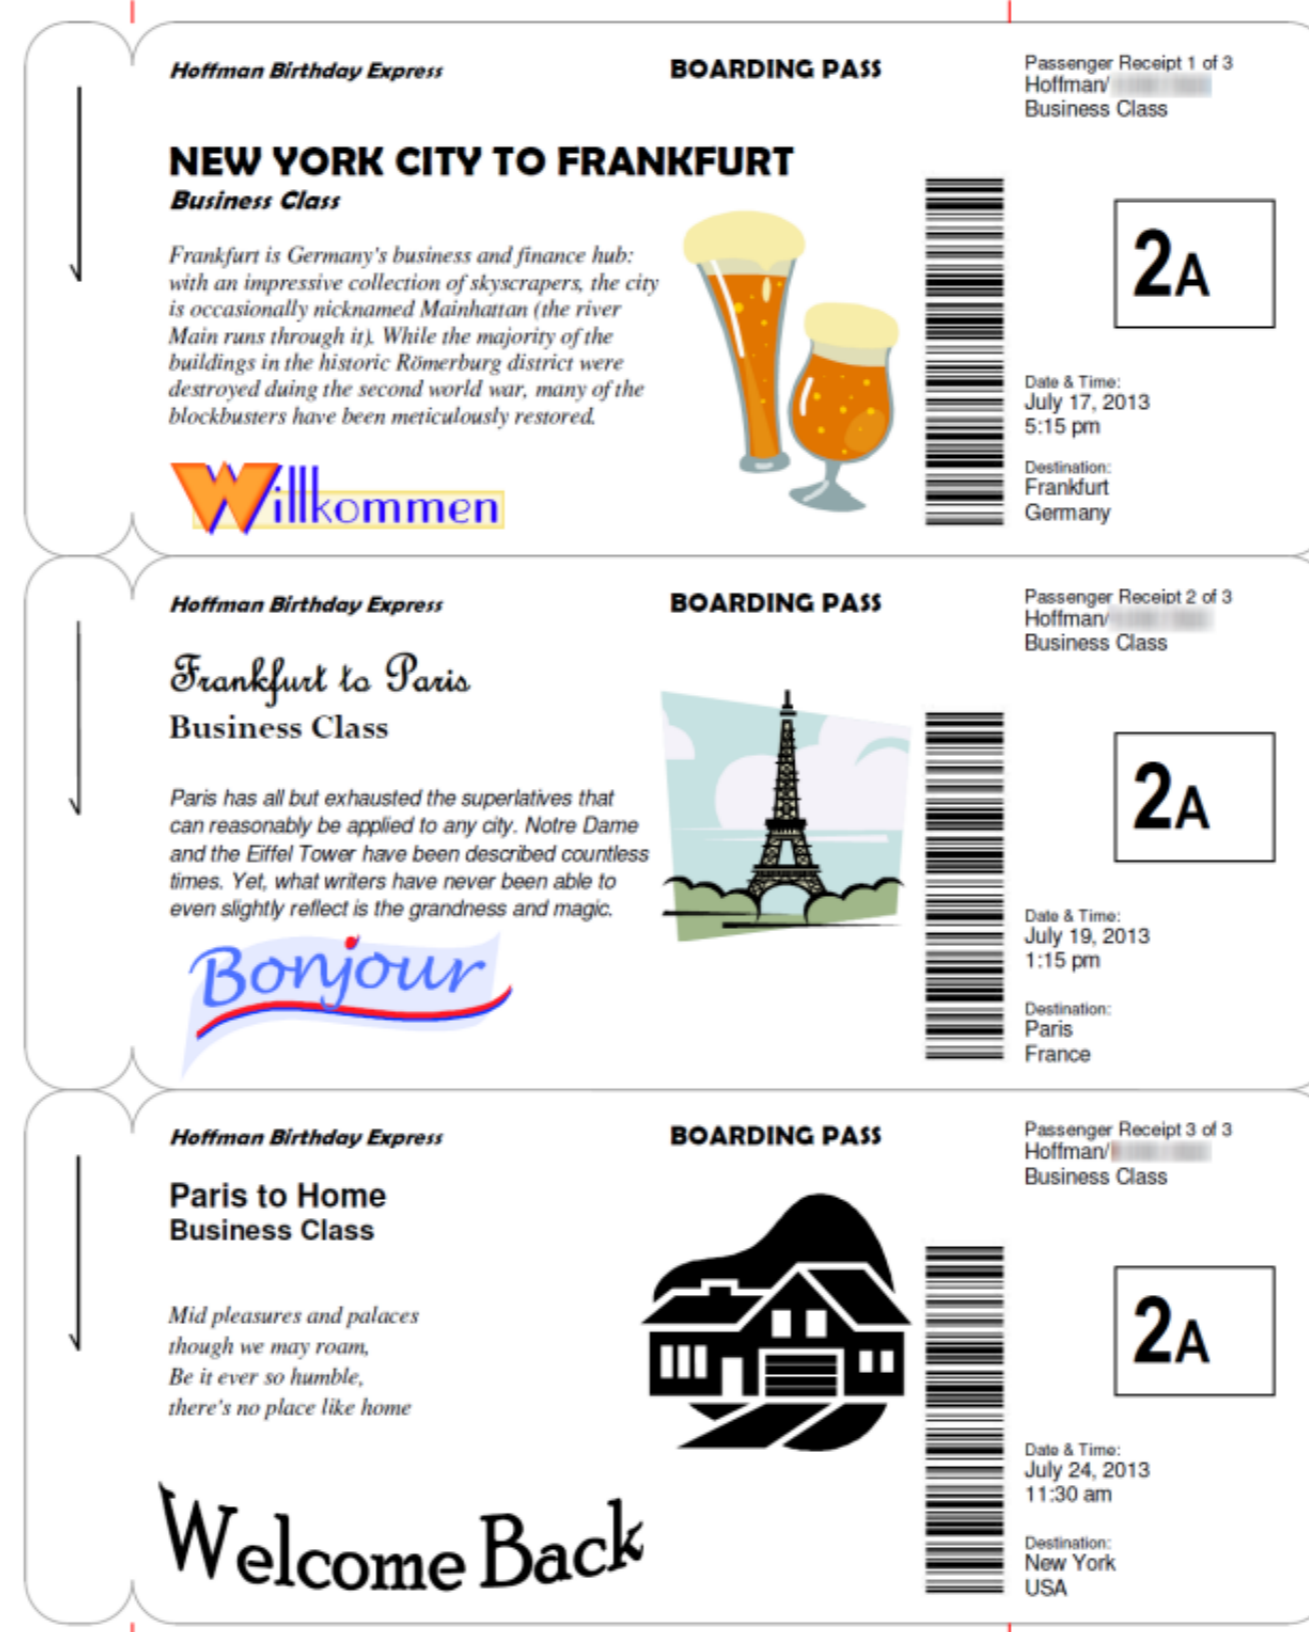 Hoffman Birthday Express
BOARDING PASS
NEW YORK CITY TO FRANKFURT
Business Class
Frankfurt is Germany's business and finance hub:
with an impressive collection of skyscrapers, the city
is occasionally nicknamed Mainhattan (the river
Main runs through it). While the majority of the
buildings in the historic Römerburg district were
destroyed duing the second world war, many of the
blockbusters have been meticulously restored.
Willkommen
Passenger Receipt 1 of 3
Hoffman/
Business Class
2A
Date & Time:
July 17, 2013
5:15 pm
Destination:
Frankfurt
Germany
Hoffman Birthday Express
BOARDING PASS
Frankfurt to Paris
Business Class
Paris has all but exhausted the superlatives that
can reasonably be applied to any city. Notre Dame
and the Eiffel Tower have been described countless
times. Yet, what writers have never been able to
even slightly reflect is the grandness and magic.
Bonjour
Passenger Receipt 2 of 3
Hoffman/
Business Class
2A
Date & Time:
July 19, 2013
1:15 pm
Destination:
Paris
France
Hoffman Birthday Express
BOARDING PASS
Paris to Home
Business Class
Mid pleasures and palaces
though we may roam,
Be it ever so humble,
there's no place like home
Welcome Back
Passenger Receipt 3 of 3
Hoffman/
Business Class
2A
Date & Time:
July 24, 2013
11:30 am
Destination:
New York
USA